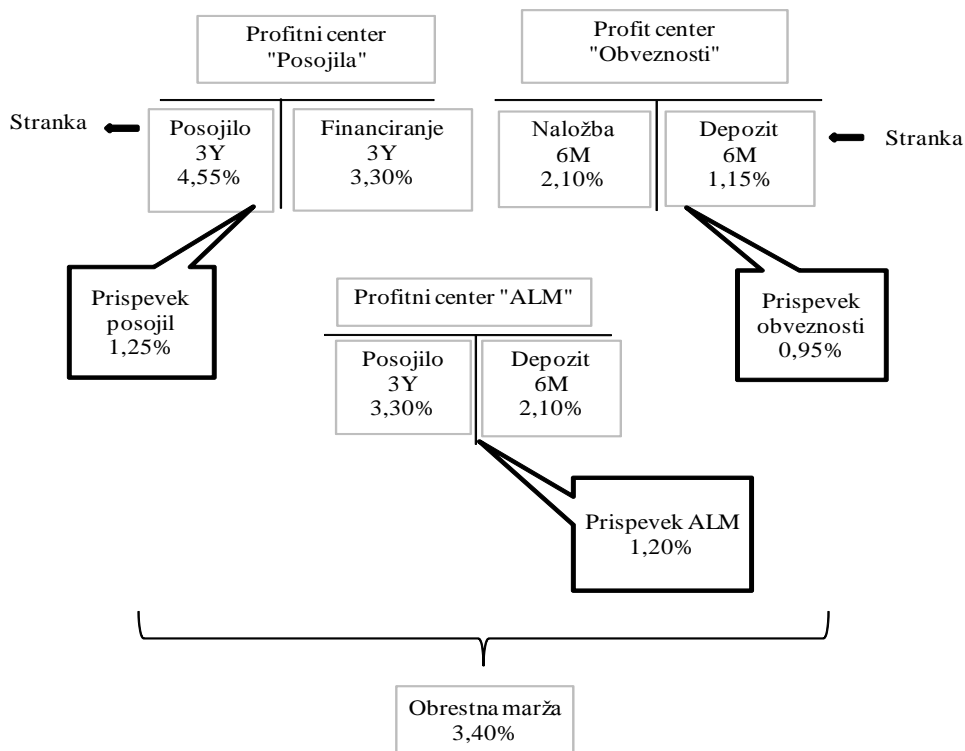 Profitni center
"Posojila"
Profit center
"Obveznosti"
Stranka
Posojilo
3Y
4,55%
Financiranje
3Y
3,30%
Naložba
6M
2,10%
Depozit
6M
1,15%
Stranka
Prispevek
posojil
1,25%
Profitni center "ALM"
Prispevek
obveznosti
0,95%
Posojilo
3Y
3,30%
Depozit
6M
2,10%
Prispevek ALM
1,20%
Obrestna marža
3,40%